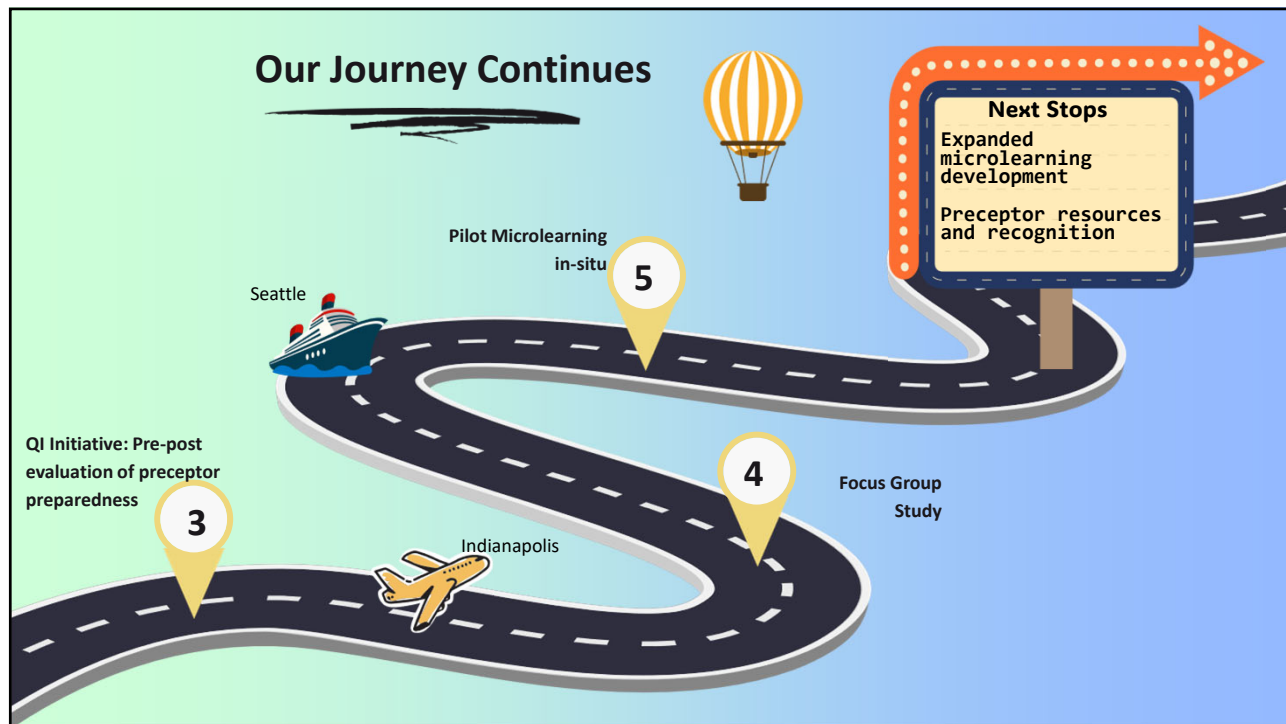 Our Journey Continues
Next Stops
Expanded
microlearning
development
Preceptor resources
and recognition
Pilot Microlearning
in-situ
5
Seattle
QI Initiative: Pre-post
evaluation of preceptor
preparedness
3
4
Focus Group
Study
Indianapolis